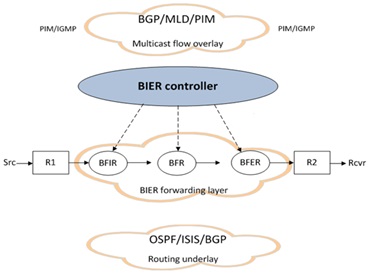 BGP/MLD/PIM
PIM/IGMP
PIM/IGMP
Multicast flow overlay
BIER controller
Src
R1
BFIR
BFR
BFER
R2
Rcvr
BIER forwarding layer
OSPF/ISIS/BGP
Routing underlay